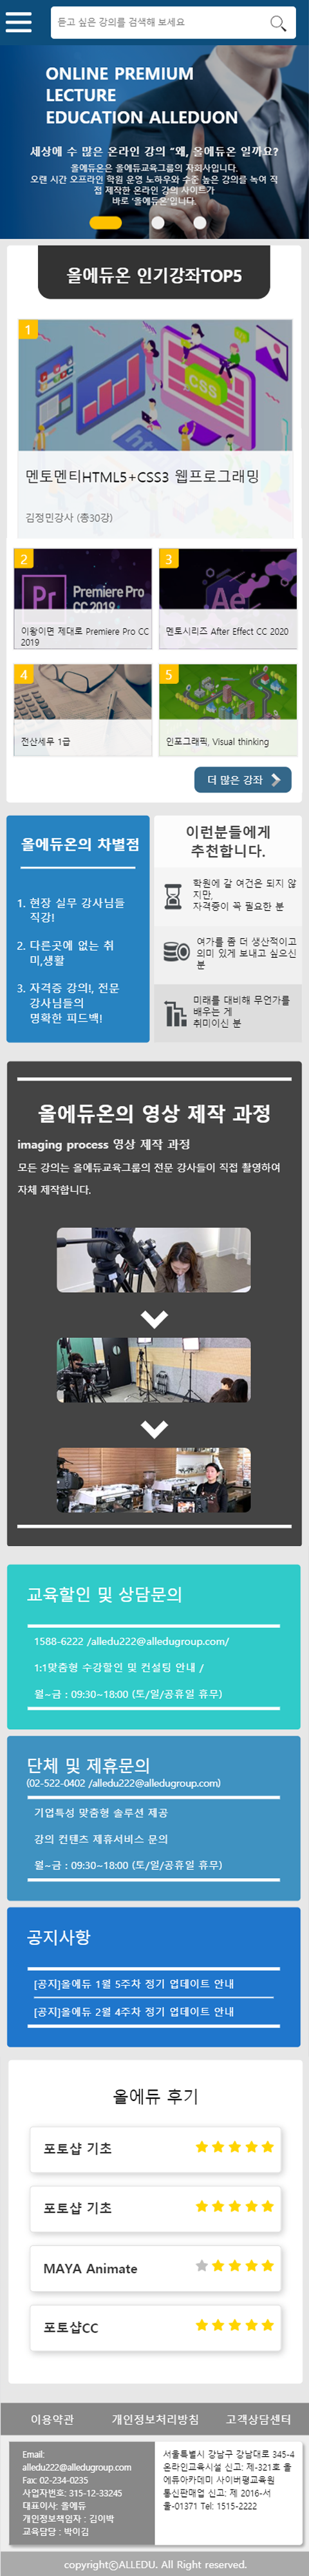 듣고 싶은 강의를 검색해 보세요
ONLINE PREMIUM
LECTURE
EDUCATION ALLEDUON
세상에 수 많은 온라인 강의 "왜, 올에듀온 일까요?
올에듀온은 올에듀교육그룹의 자회사입니다.
오랜 시간 오프라인 학원 운영 노하우와 수준 높은 강의를 녹여 직
접 제작한 온라인 강의 사이트가
바로 '올에듀온'입니다.
올에듀온 인기강좌TOP5
1
CSS
멘토멘티HTML5+CSS3 웹프로그래밍
김정민강사 (총30강)
2
Pr
Premiere Pro
CC 2019
이왕이면 제대로 Premiere Pro CC
2019
3
Ae
멘토시리즈 After Effect CC 2020
4
전산세무 1급
5
인포그래픽, Visual thinking
더 많은 강좌
올에듀온의 차별점
1. 현장 실무 강사님들
직강!
2. 다른곳에 없는 취
미,생활
3. 자격증 강의!, 전문
강사님들의
명확한 피드백!
이런분들에게
추천합니다.
학원에 갈 여건은 되지 않
지만,
자격증이 꼭 필요한 분
여가를 좀 더 생산적이고
의미 있게 보내고 싶으신
분
미래를 대비해 무언가를
배우는 게
취미이신 분
올에듀온의 영상 제작 과정
imaging process 영상 제작 과정
모든 강의는 올에듀교육그룹의 전문 강사들이 직접 촬영하여
자체 제작합니다.
교육할인 및 상담문의
1588-6222 /alledu222@alledugroup.com/
1:1맞춤형 수강할인 및 컨설팅 안내 /
월~금 : 09:30~18:00 (토/일/공휴일 휴무)
단체 및 제휴문의
(02-522-0402 /alledu222@alledugroup.com)
기업특성 맞춤형 솔루션 제공
강의 컨텐츠 제휴서비스 문의
월~금 : 09:30~18:00 (토/일/공휴일 휴무)
공지사항
[공지]올에듀 1월 5주차 정기 업데이트 안내
[공지]올에듀 2월 4주차 정기 업데이트 안내
올에듀 후기
포토샵 기초
포토샵 기초
MAYA Animate
포토샵CC
이용약관 개인정보처리방침 고객상담센터
Email:
alledu222@alledugroup.com
Fax: 02-234-0235
사업자번호: 315-12-33245
대표이사: 올에듀
개인정보책임자 : 김이박
교육담당 : 박이김
서울특별시 강남구 강남대로 345-4
온라인교육시설 신고: 제-321호 올
에듀아카데미 사이버평교육원
통신판매업 신고: 제 2016-서
울-01371 Tel: 1515-2222
copyright©ALLEDU. All Right reserved.